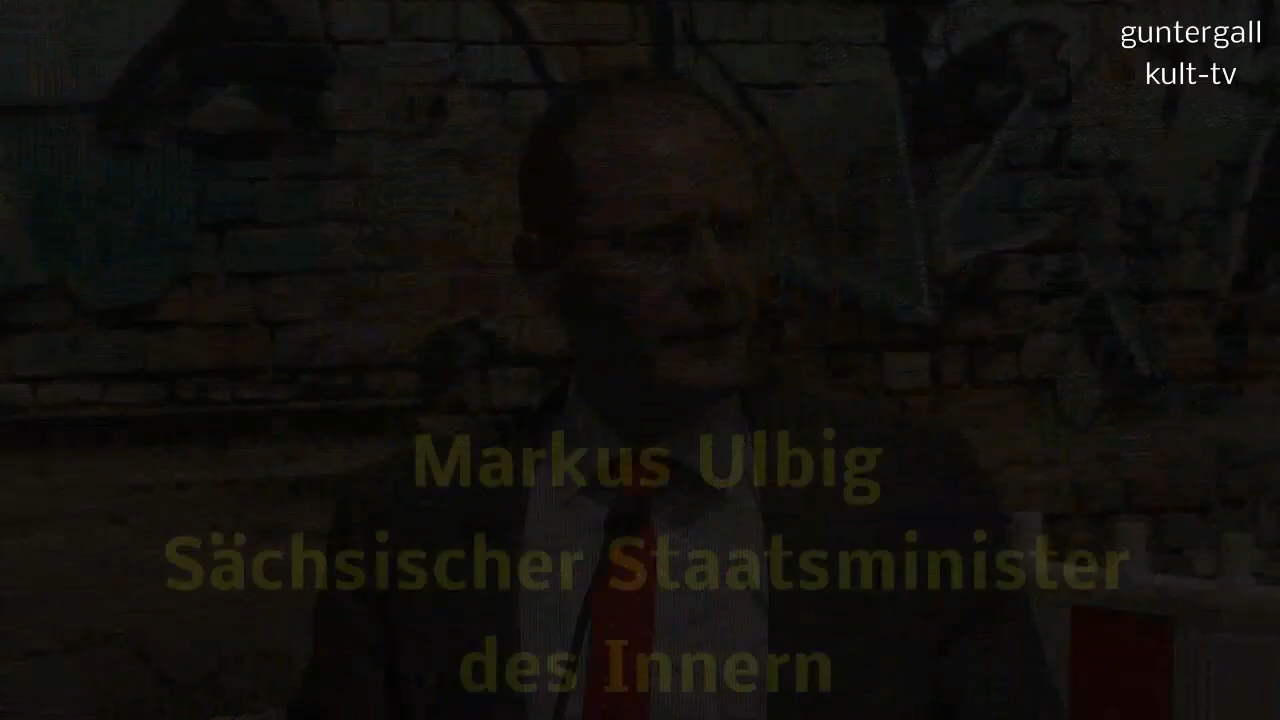 guntergall
kult-tv
Markus Ulbig
Sächsischer Staatsminister
des Innern